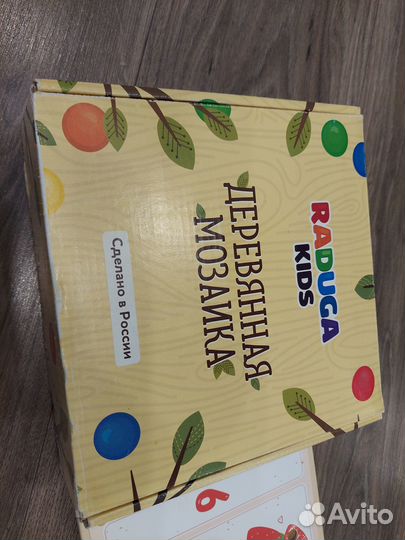 RADUGA
KIDS
ДЕРЕВЯННАЯ
МОЗАИКА
Сделано в России
6
Avito